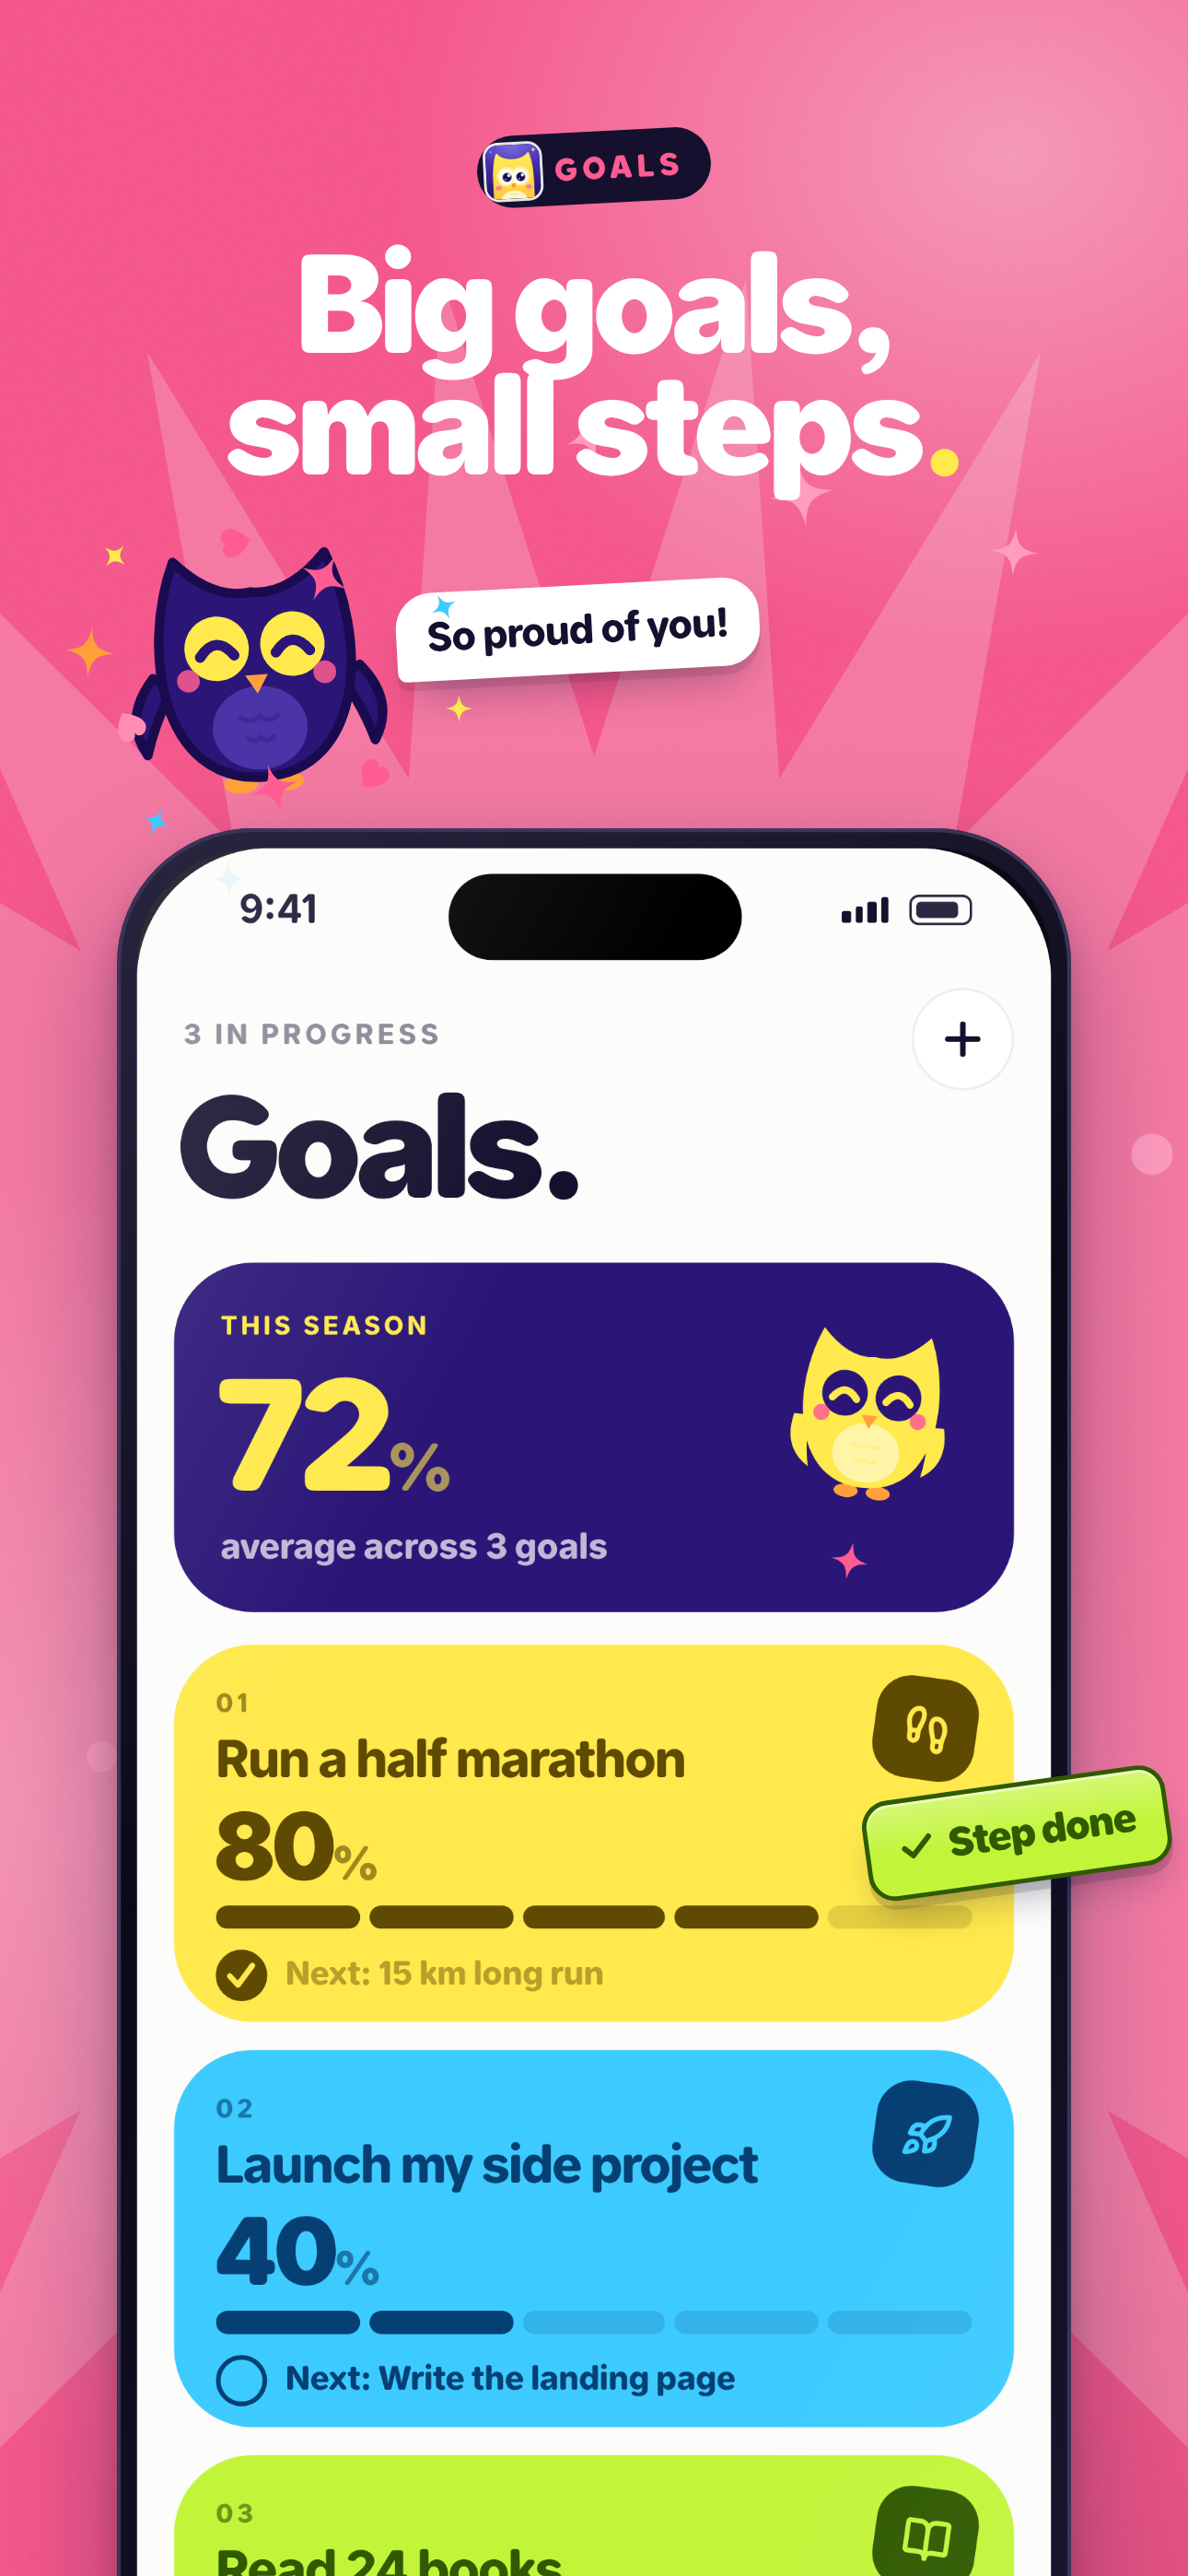 GOALS
Big goals,
small steps.
So proud of you!
9:41
3 IN PROGRESS
Goals.
THIS SEASON
72%
average across 3 goals
01
Run a half marathon
80%
Step done
Next: 15 km long run
02
Launch my side project
40%
Next: Write the landing page
03
Read 24 books